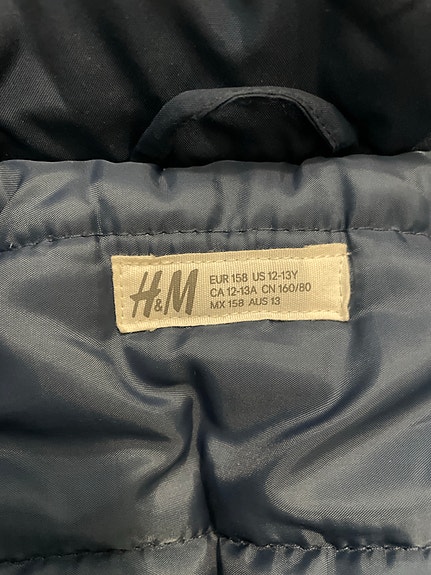 H&M
EUR 158 US 12-13Y
CA 12-13A CN 160/80
MX 158 AUS 13